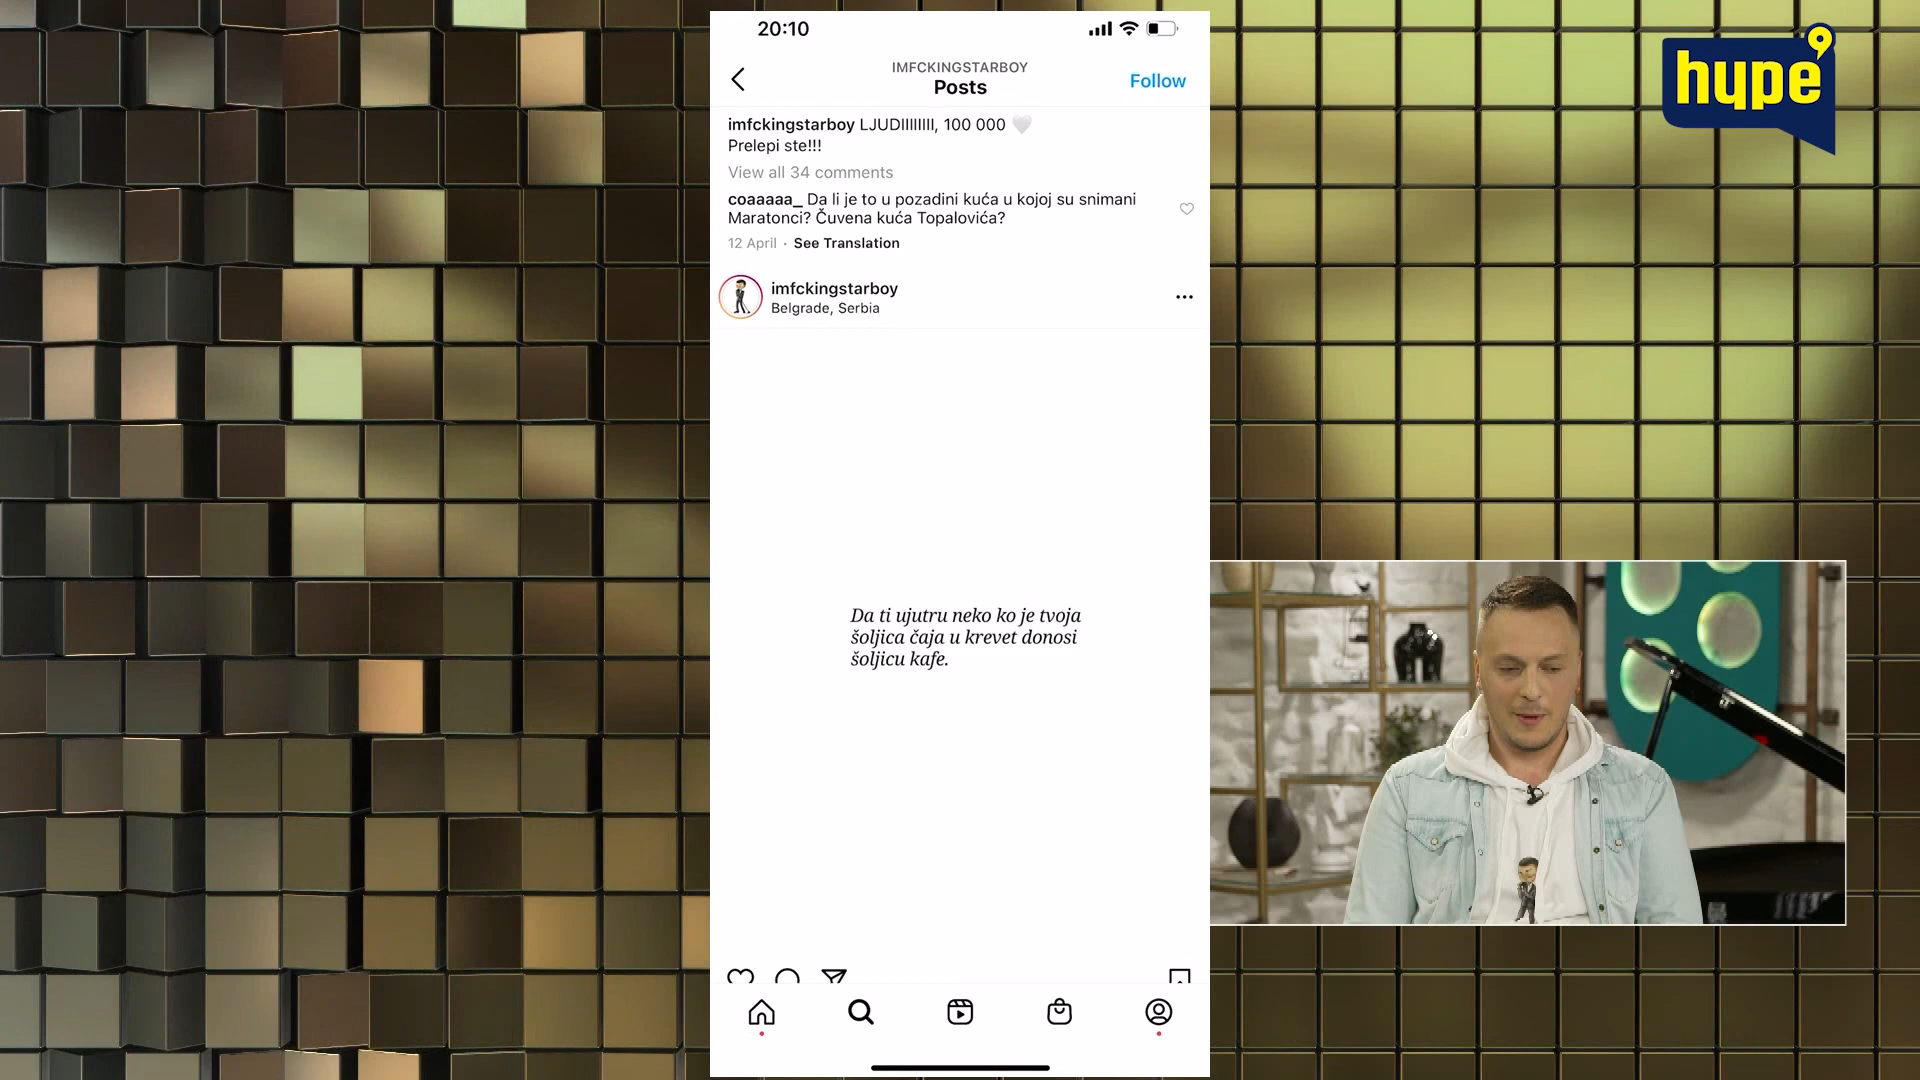 20:10
IMFCKINGSTARBOY
Posts
Follow
imfckingstarboy LJUDIIIIIIII, 100 000 🤍
Prelepi ste!!!
View all 34 comments
coaaaaa_ Da li je to u pozadini kuća u kojoj su snimani
Maratonci? Čuvena kuća Topalovića?
12 April · See Translation
imfckingstarboy
Belgrade, Serbia
Da ti ujutru neko ko je tvoja
šoljica čaja u krevet donosi
šoljicu kafe.
hype